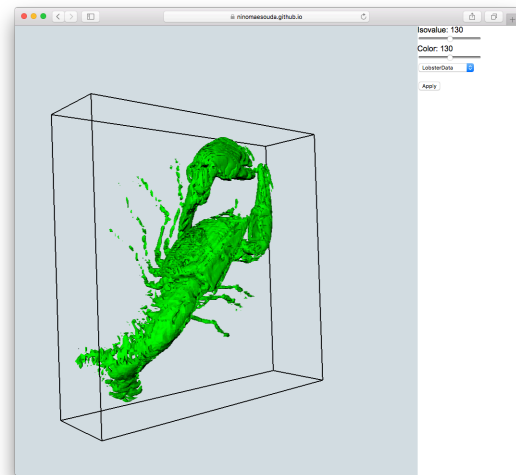 ninomaesouda.github.io
Isovalue: 130
Color: 130
LobsterData
Apply